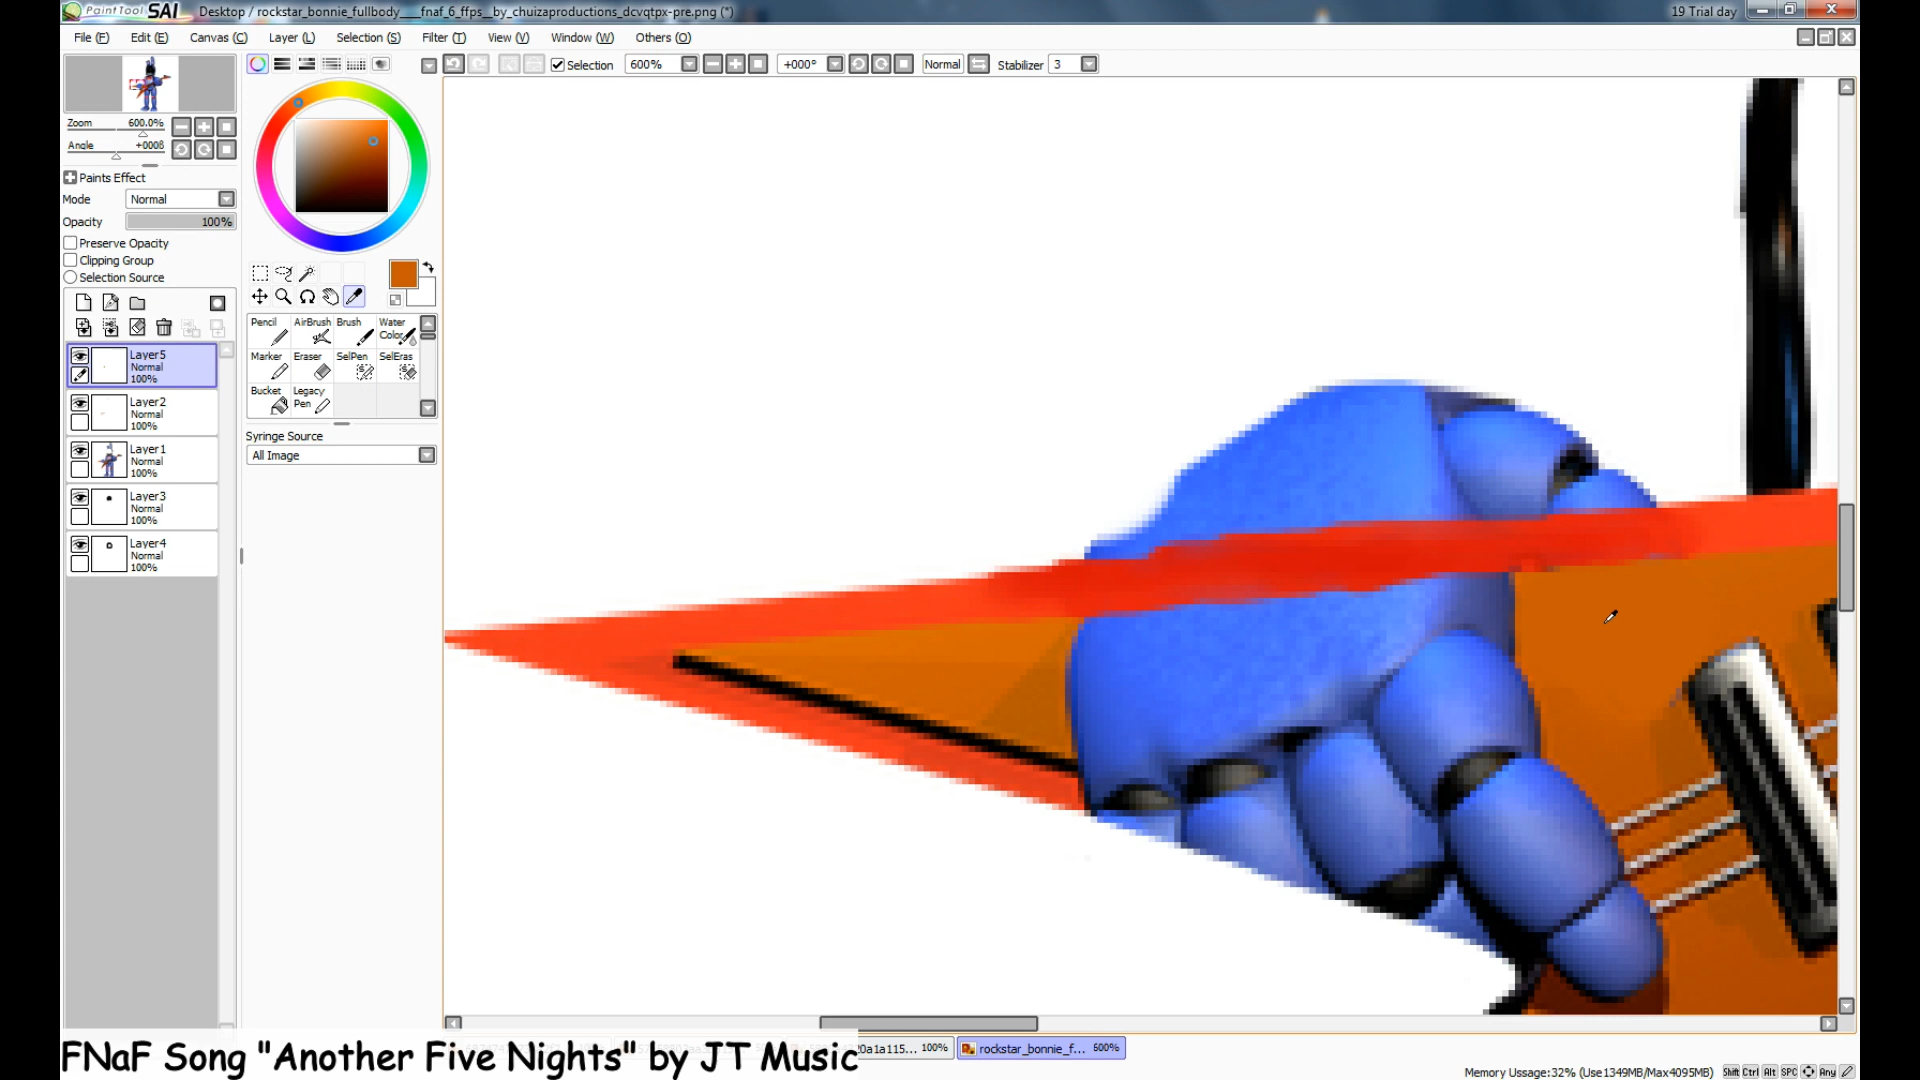 PaintTool SAI Desktop / rockstar_bonnie_fullbody___fnaf_6_ffps__by_chuizaproductions_dcvqtpx-pre.png (*) 19 Trial day
File (F) Edit (E) Canvas (C) Layer (L) Selection (S) Filter (T) View (V) Window (W) Others (O)
Selection 600% +000° Normal Stabilizer 3
Zoom 600.0%
Angle +000ß
Paints Effect
Mode Normal
Opacity 100%
Preserve Opacity
Clipping Group
Selection Source
Layer5
Normal
100%
Layer2
Normal
100%
Layer1
Normal
100%
Layer3
Normal
100%
Layer4
Normal
100%
Pencil AirBrush Brush Water Color
Marker Eraser SelPen SelEras
Bucket Legacy Pen
Syringe Source
All Image
FNaF Song "Another Five Nights" by JT Music
0a1a115... 100% rockstar_bonnie_f... 600%
Memory Ussage:32% (Use1349MB/Max4095MB) Shift Ctrl Alt SPC Any